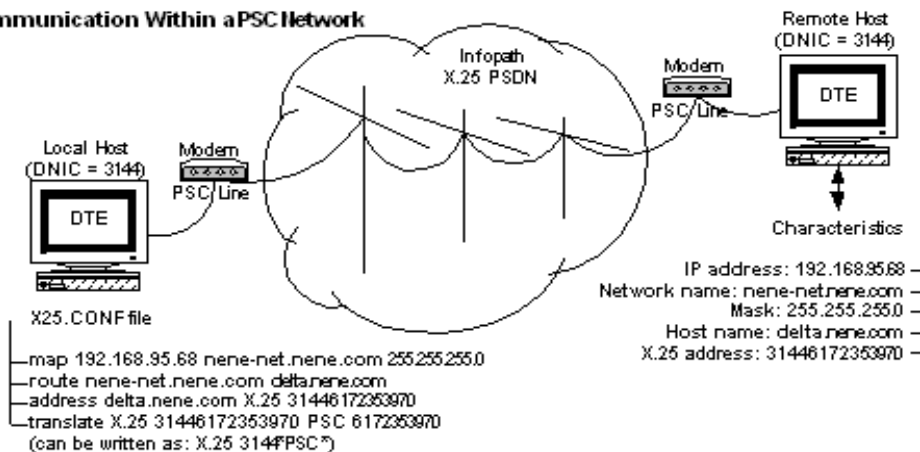 mmunication Within a PSC Network
Remote Host
(DNIC = 3144)
Infopath
X.25 PSDN
Modem
DTE
PSC Line
Local Host
(DNIC = 3144)
Modem
PSC Line
DTE
Characteristics
IP address: 192.168.95.68
Network name: nene-net.nene.com
Mask: 255.255.255.0
Host name: delta.nene.com
X.25 address: 31446172353970
X25.CONF file
map 192.168.95.68 nene-net.nene.com 255.255.255.0
route nene-net.nene.com delta.nene.com
address delta.nene.com X.25 31446172353970
translate X.25 31446172353970 PSC 6172353970
(can be written as: X.25 3144*"PSC*")